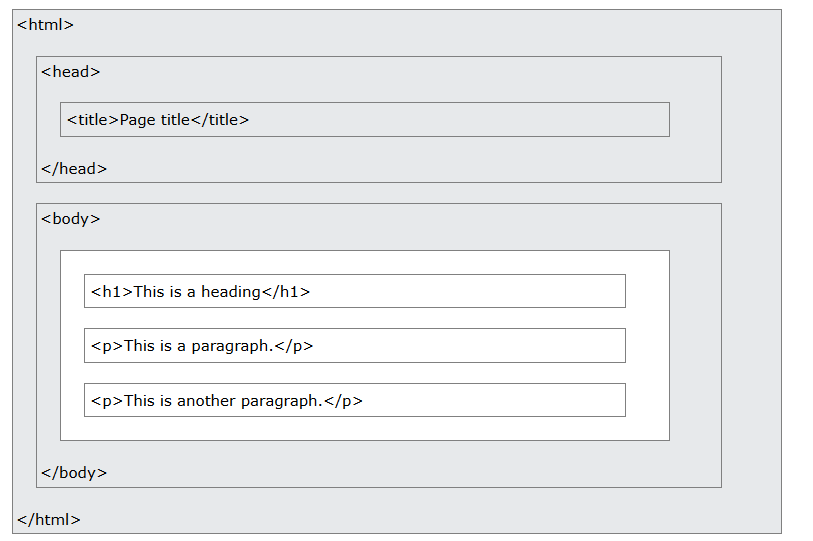 <html>
<head>
<title>Page title</title>
</head>
<body>
<h1>This is a heading</h1>
<p>This is a paragraph.</p>
<p>This is another paragraph.</p>
</body>
</html>